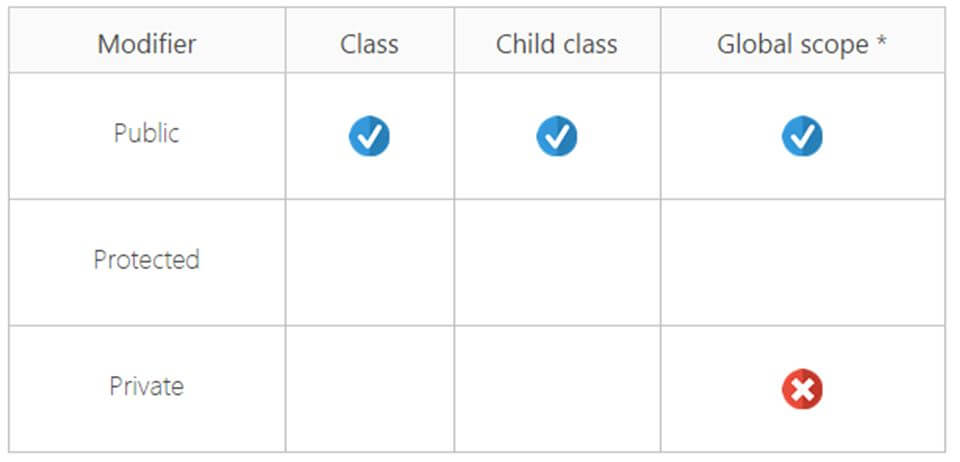 Modifier Class Child class Global scope *
Public
Protected
Private